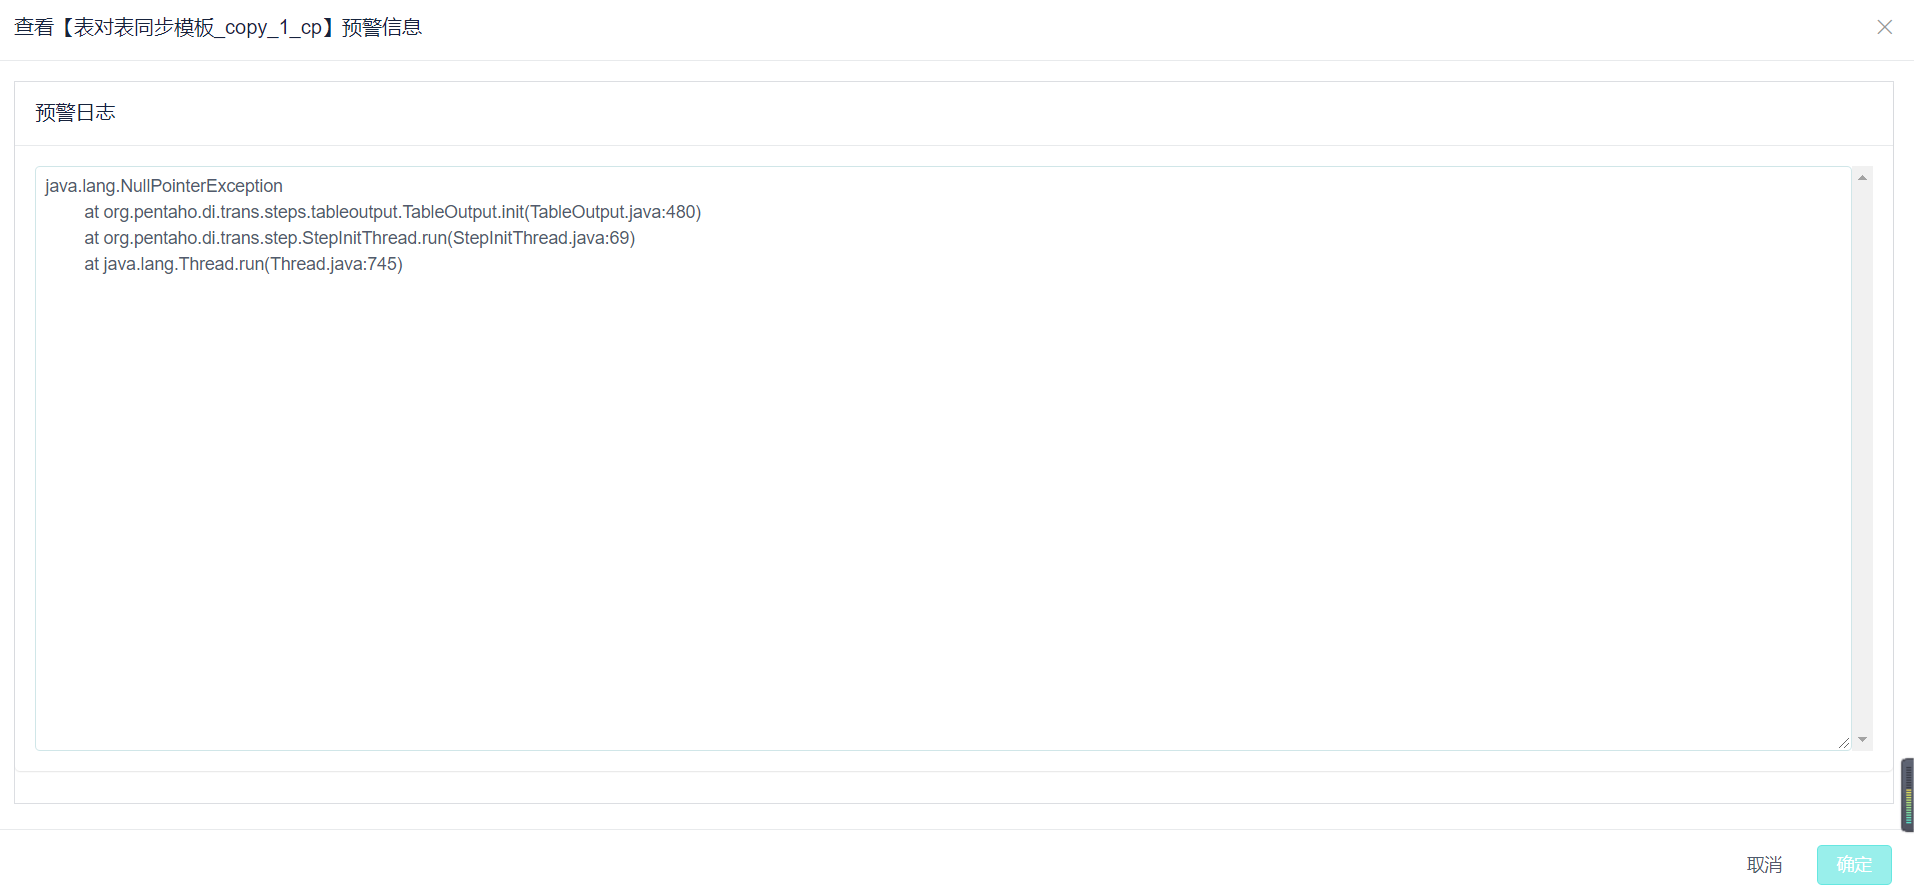 查看【表对表同步模板_copy_1_cp】预警信息
预警日志
java.lang.NullPointerException
at org.pentaho.di.trans.steps.tableoutput.TableOutput.init(TableOutput.java:480)
at org.pentaho.di.trans.step.StepInitThread.run(StepInitThread.java:69)
at java.lang.Thread.run(Thread.java:745)
取消 确定